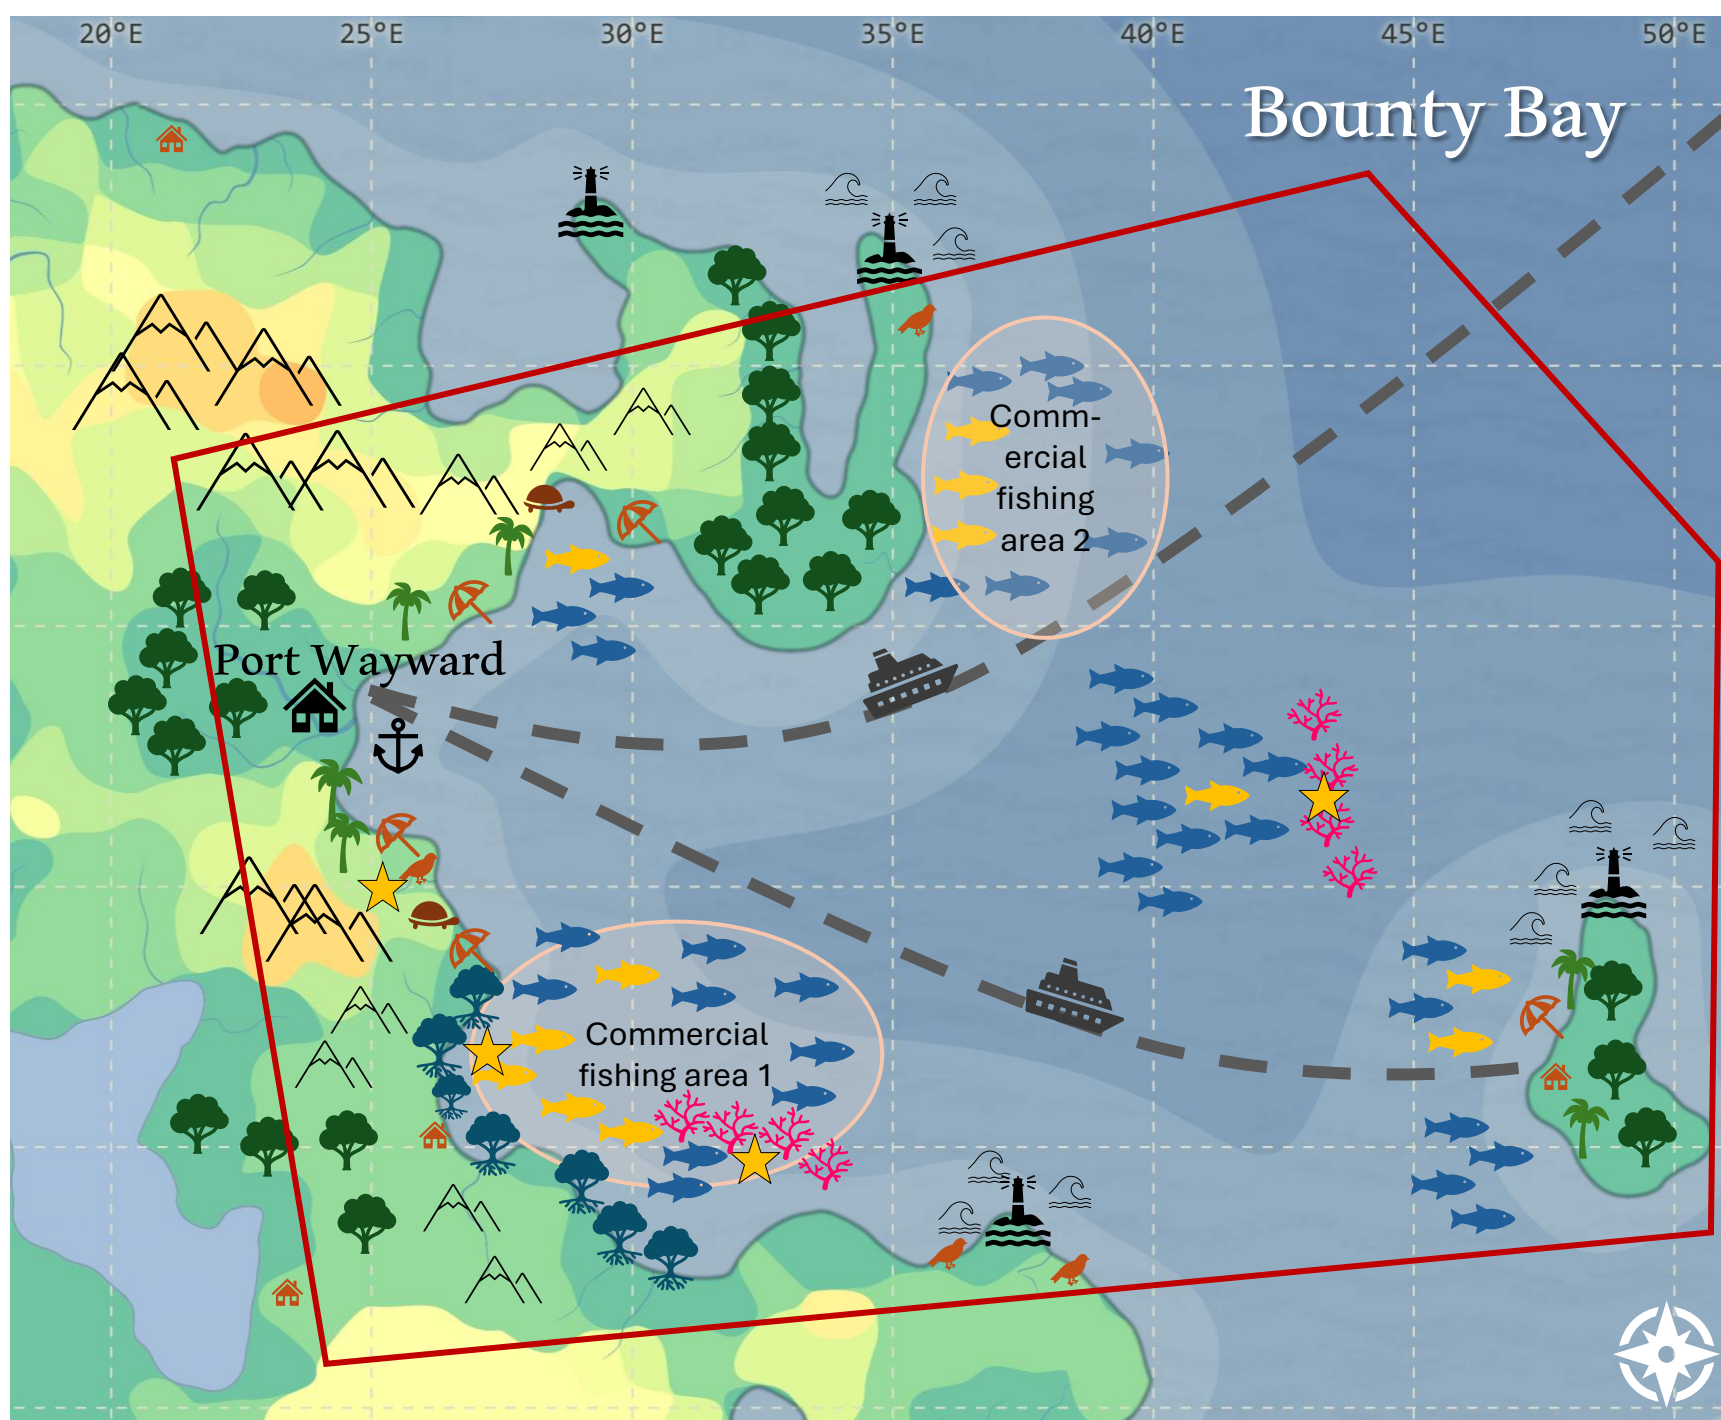 20°E 25°E 30°E 35°E 40°E 45°E 50°E
Bounty Bay
Comm-
ercial
fishing
area 2
Port Wayward
Commercial
fishing area 1